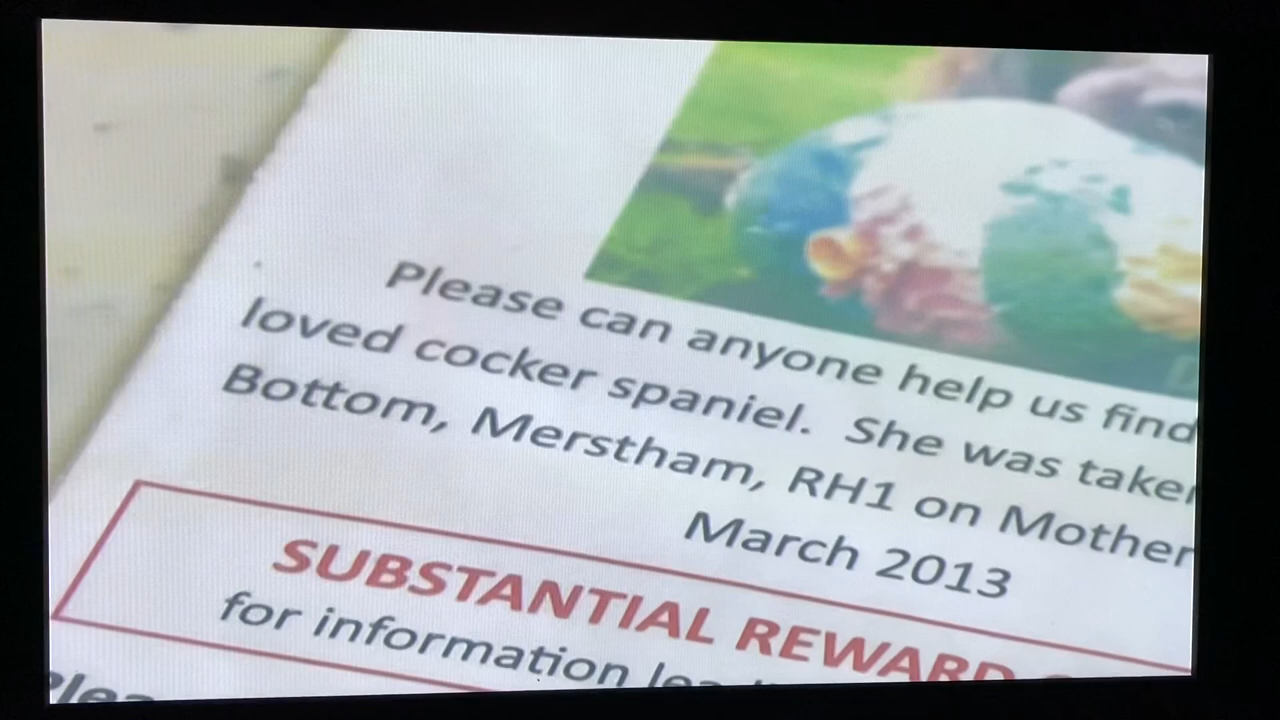 Please can anyone help us find
loved cocker spaniel. She was taken
Bottom, Merstham, RH1 on Mother
March 2013
SUBSTANTIAL REWARD
for information